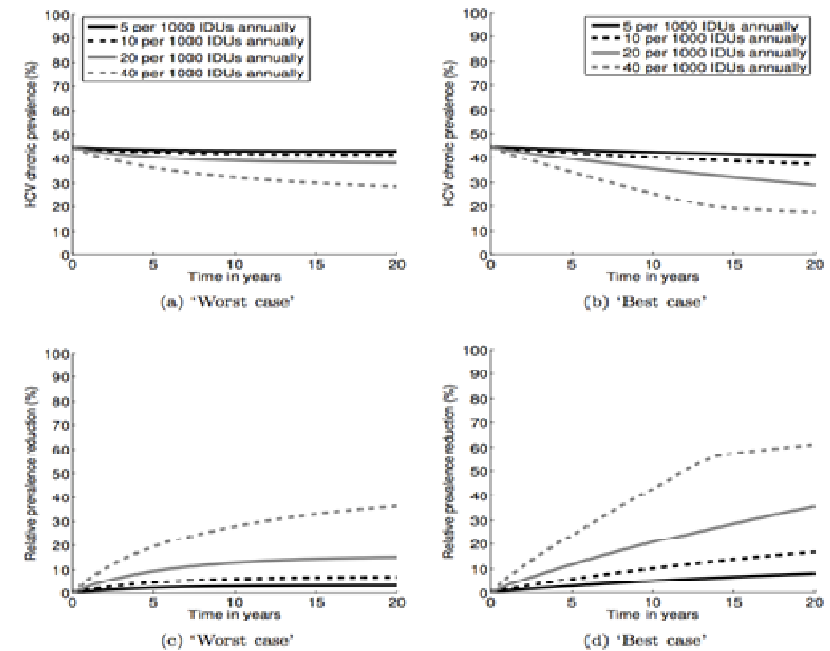 5 per 1000 IDUs annually
10 per 1000 IDUs annually
20 per 1000 IDUs annually
40 per 1000 IDUs annually
HCV chronic prevalence (%)
100
90
80
70
60
50
40
30
20
10
0
0 5 10 15 20
Time in years
(a) 'Worst case'
5 per 1000 IDUs annually
10 per 1000 IDUs annually
20 per 1000 IDUs annually
40 per 1000 IDUs annually
HCV chronic prevalence (%)
100
90
80
70
60
50
40
30
20
10
0
0 5 10 15 20
Time in years
(b) 'Best case'
Relative prevalence reduction (%)
100
90
80
70
60
50
40
30
20
10
0
0 5 10 15 20
Time in years
(c) 'Worst case'
Relative prevalence reduction (%)
100
90
80
70
60
50
40
30
20
10
0
0 5 10 15 20
Time in years
(d) 'Best case'